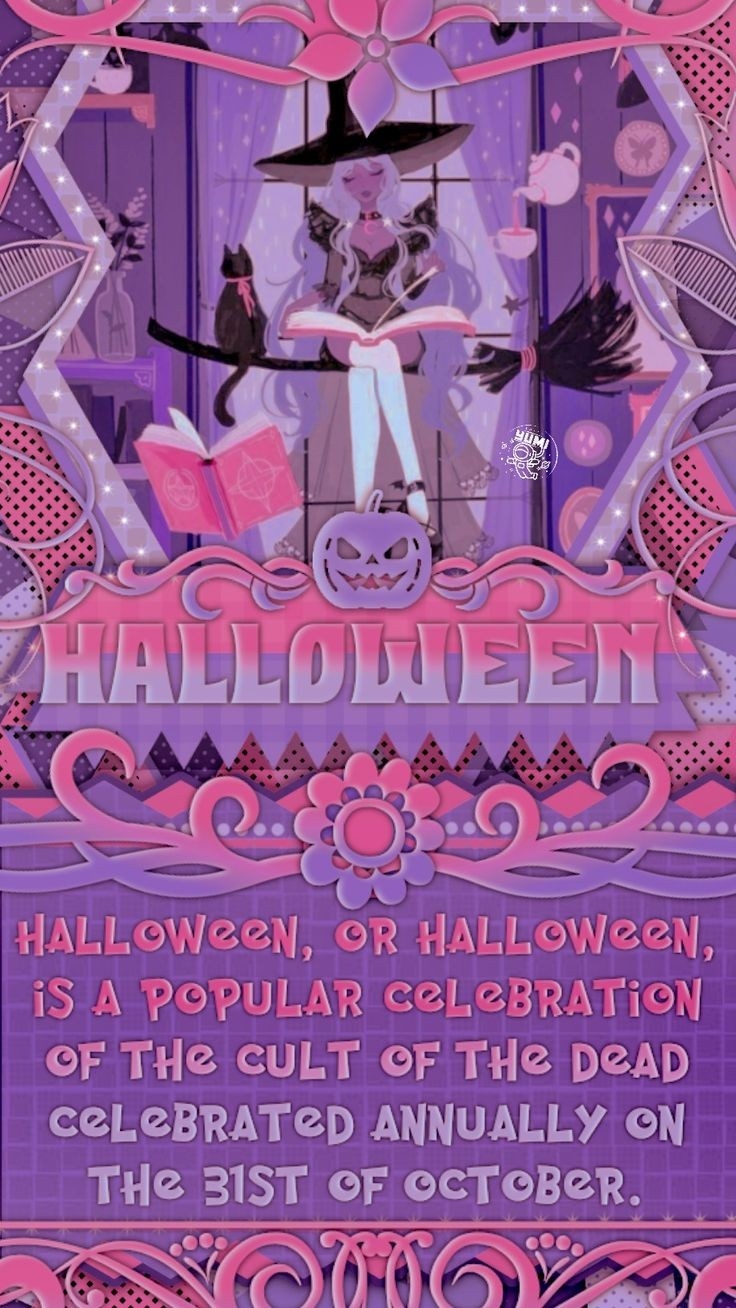 YUMI
HALLOWEEN
HALLOWEEN, OR HALLOWEEN,
iS A POPULAR CeLeBRATiON
OF THe CULT OF THe DeAD
CeLeBRATeD ANNUALLY ON
THe 31ST OF OCTOBeR.